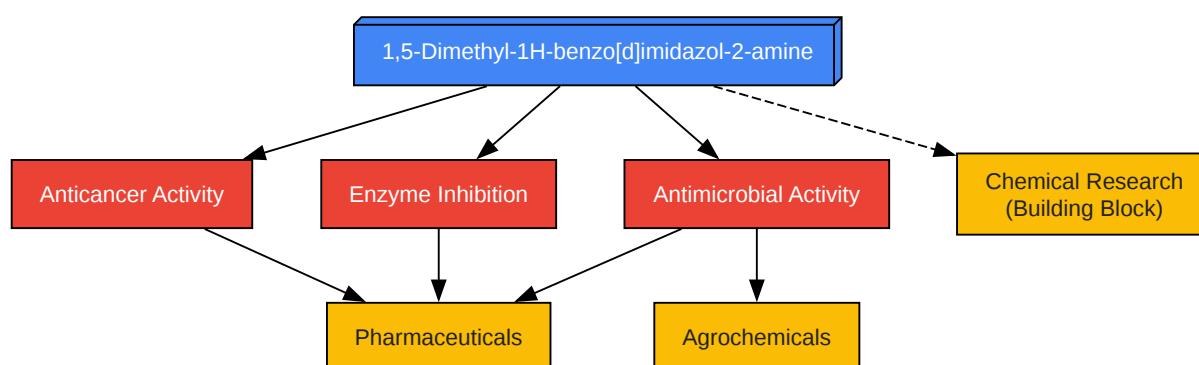 1,5-Dimethyl-1H-benzo[d]imidazol-2-amine
Anticancer Activity
Enzyme Inhibition
Antimicrobial Activity
Chemical Research
(Building Block)
Pharmaceuticals
Agrochemicals